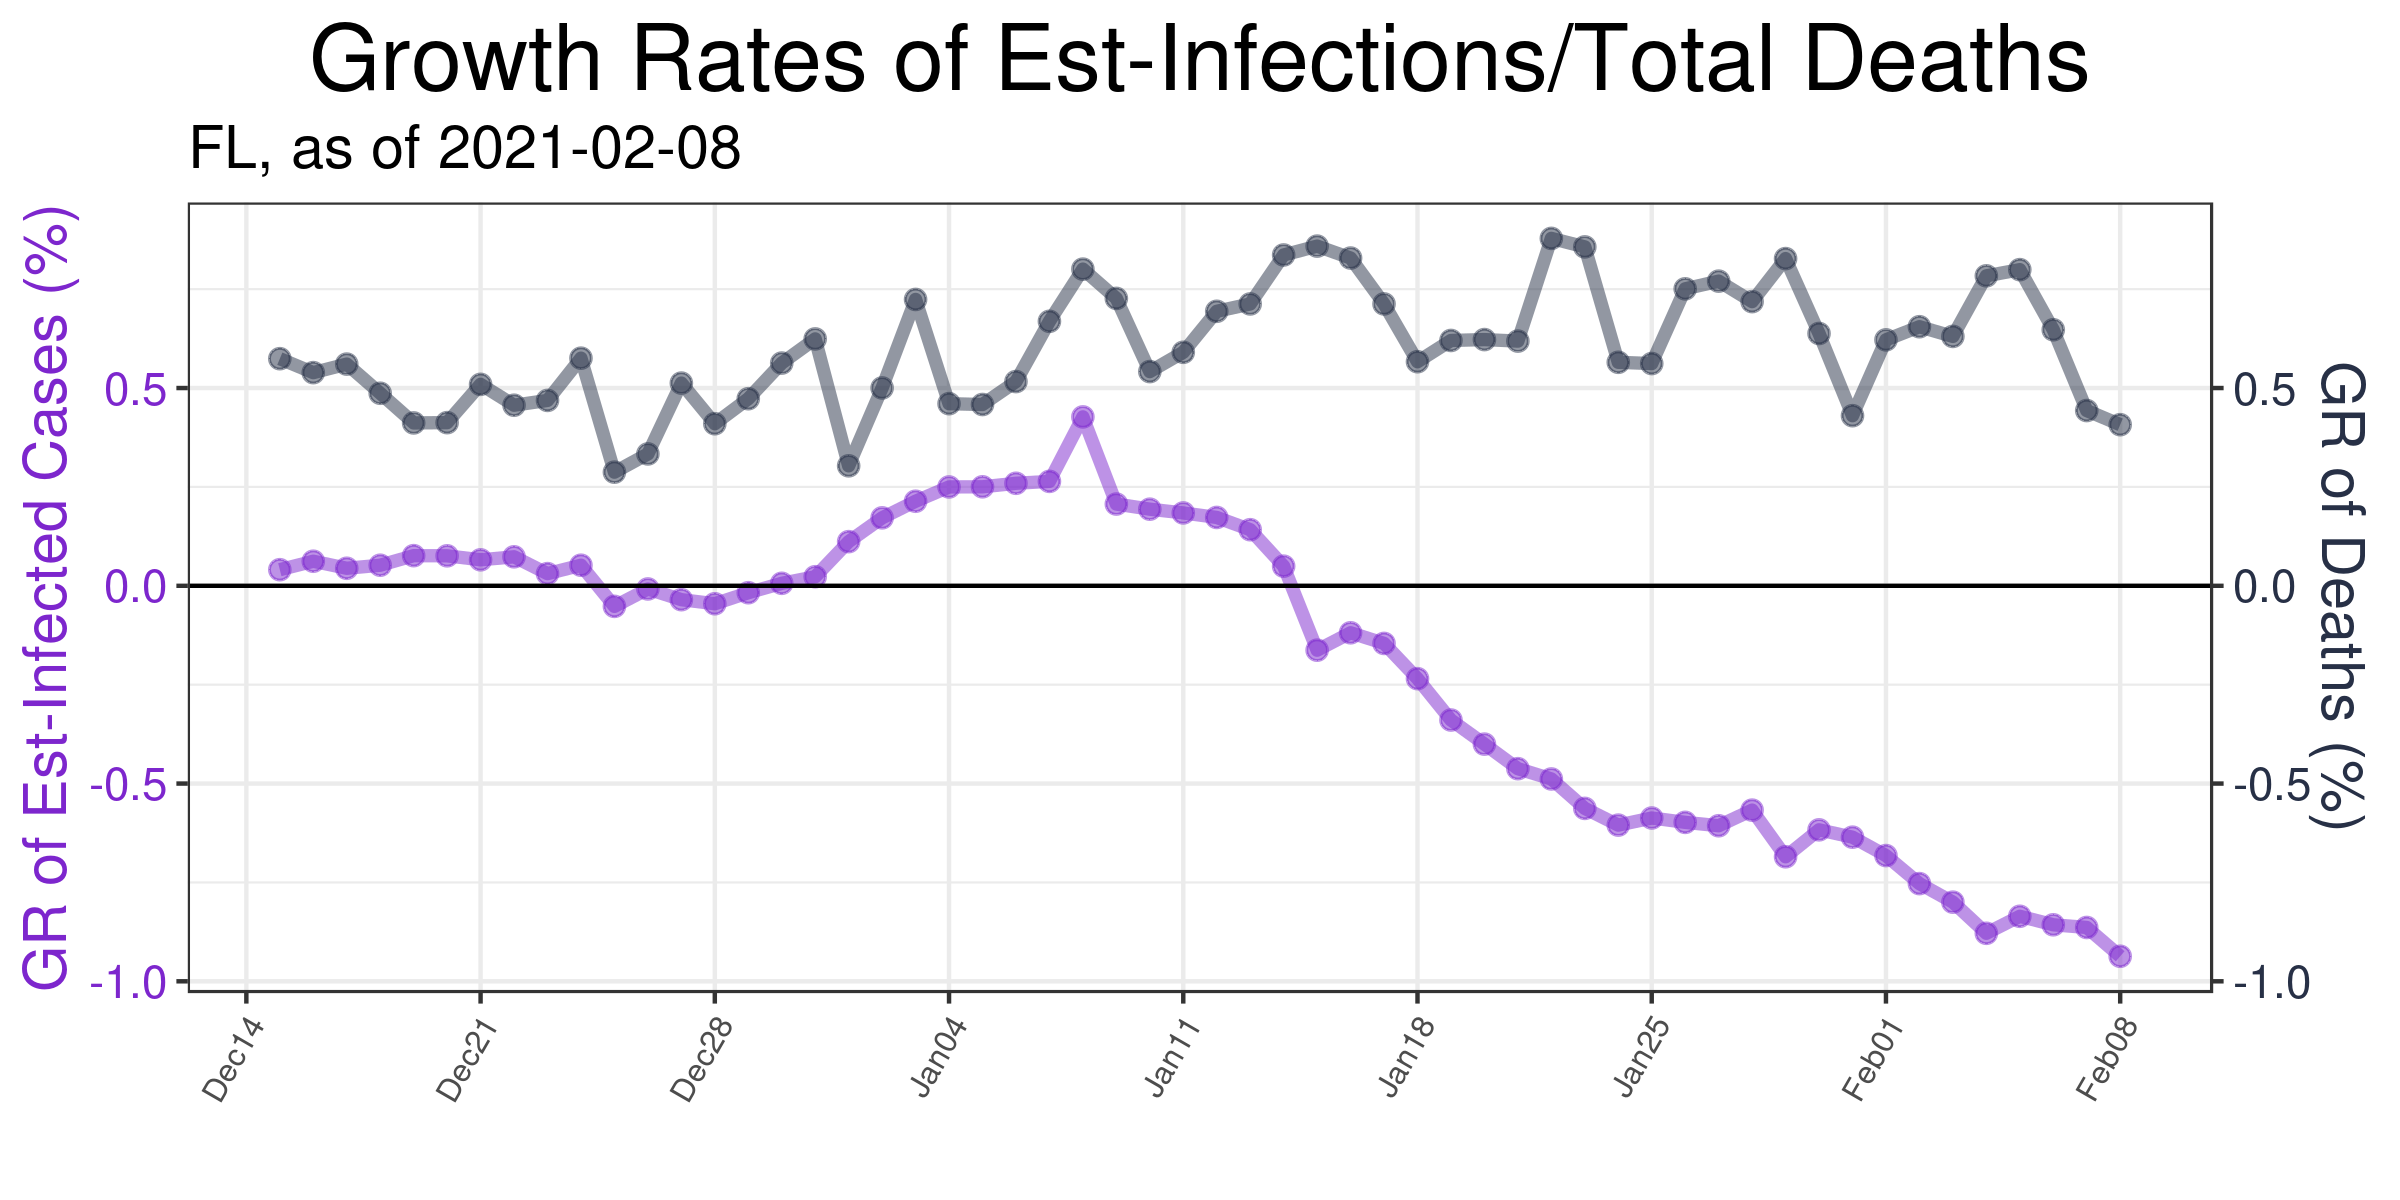 Growth Rates of Est-Infections/Total Deaths
FL, as of 2021-02-08
GR of Est-Infected Cases (%)
0.5
0.0
-0.5
-1.0
0.5
0.0
-0.5
-1.0
GR of Deaths (%)
Dec14
Dec21
Dec28
Jan04
Jan11
Jan18
Jan25
Feb01
Feb08